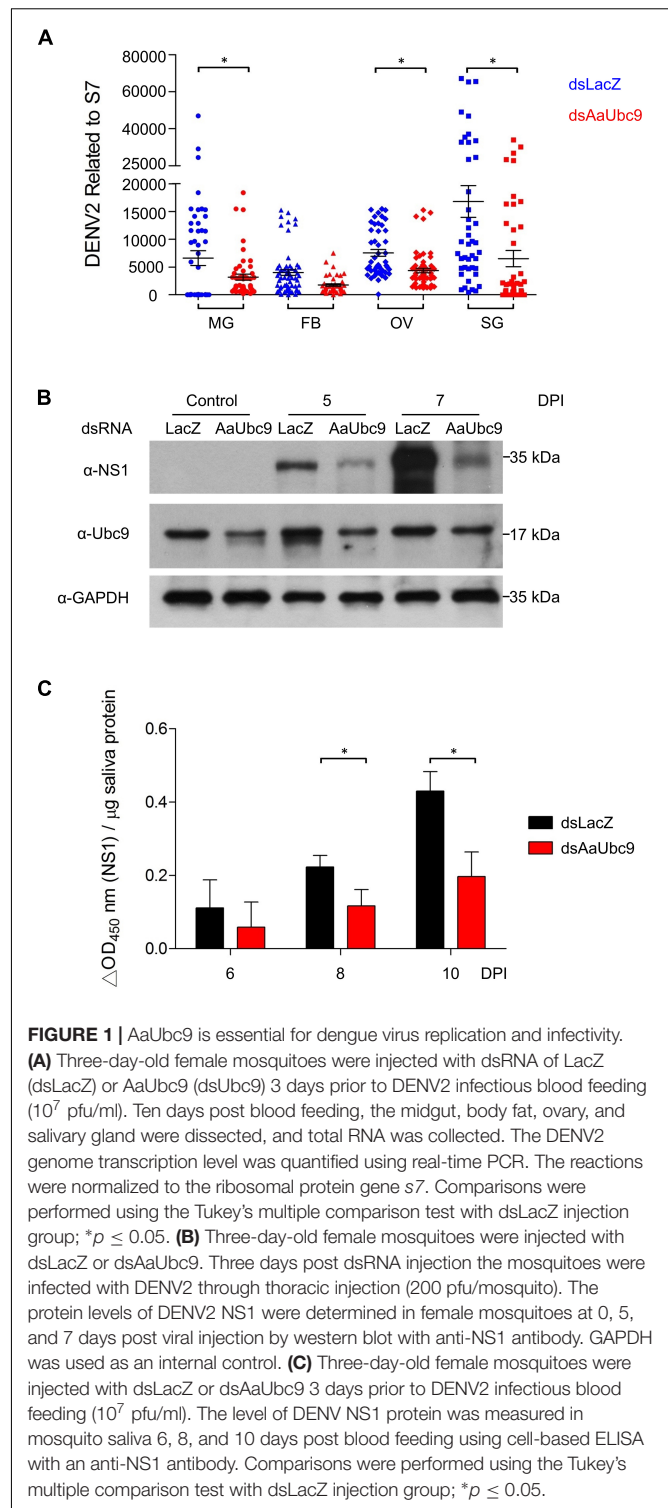 A
DENV2 Related to S7
80000
60000
40000
25000
20000
15000
10000
5000
0
*
*
*
dsLacZ
dsAaUbc9
MG FB OV SG
B
Control 5 7 DPI
dsRNA LacZ AaUbc9 LacZ AaUbc9 LacZ AaUbc9
α-NS1 35 kDa
α-Ubc9 17 kDa
α-GAPDH 35 kDa
C
△OD450 nm (NS1) / μg saliva protein
0.6
0.4
0.2
0.0
*
*
dsLacZ
dsAaUbc9
6 8 10 DPI
FIGURE 1 | AaUbc9 is essential for dengue virus replication and infectivity.
(A) Three-day-old female mosquitoes were injected with dsRNA of LacZ
(dsLacZ) or AaUbc9 (dsUbc9) 3 days prior to DENV2 infectious blood feeding
(10⁷ pfu/ml). Ten days post blood feeding, the midgut, body fat, ovary, and
salivary gland were dissected, and total RNA was collected. The DENV2
genome transcription level was quantified using real-time PCR. The reactions
were normalized to the ribosomal protein gene s7. Comparisons were
performed using the Tukey's multiple comparison test with dsLacZ injection
group; *p ≤ 0.05. (B) Three-day-old female mosquitoes were injected with
dsLacZ or dsAaUbc9. Three days post dsRNA injection the mosquitoes were
infected with DENV2 through thoracic injection (200 pfu/mosquito). The
protein levels of DENV2 NS1 were determined in female mosquitoes at 0, 5,
and 7 days post viral injection by western blot with anti-NS1 antibody. GAPDH
was used as an internal control. (C) Three-day-old female mosquitoes were
injected with dsLacZ or dsAaUbc9 3 days prior to DENV2 infectious blood
feeding (10⁷ pfu/ml). The level of DENV NS1 protein was measured in
mosquito saliva 6, 8, and 10 days post blood feeding using cell-based ELISA
with an anti-NS1 antibody. Comparisons were performed using the Tukey's
multiple comparison test with dsLacZ injection group; *p ≤ 0.05.